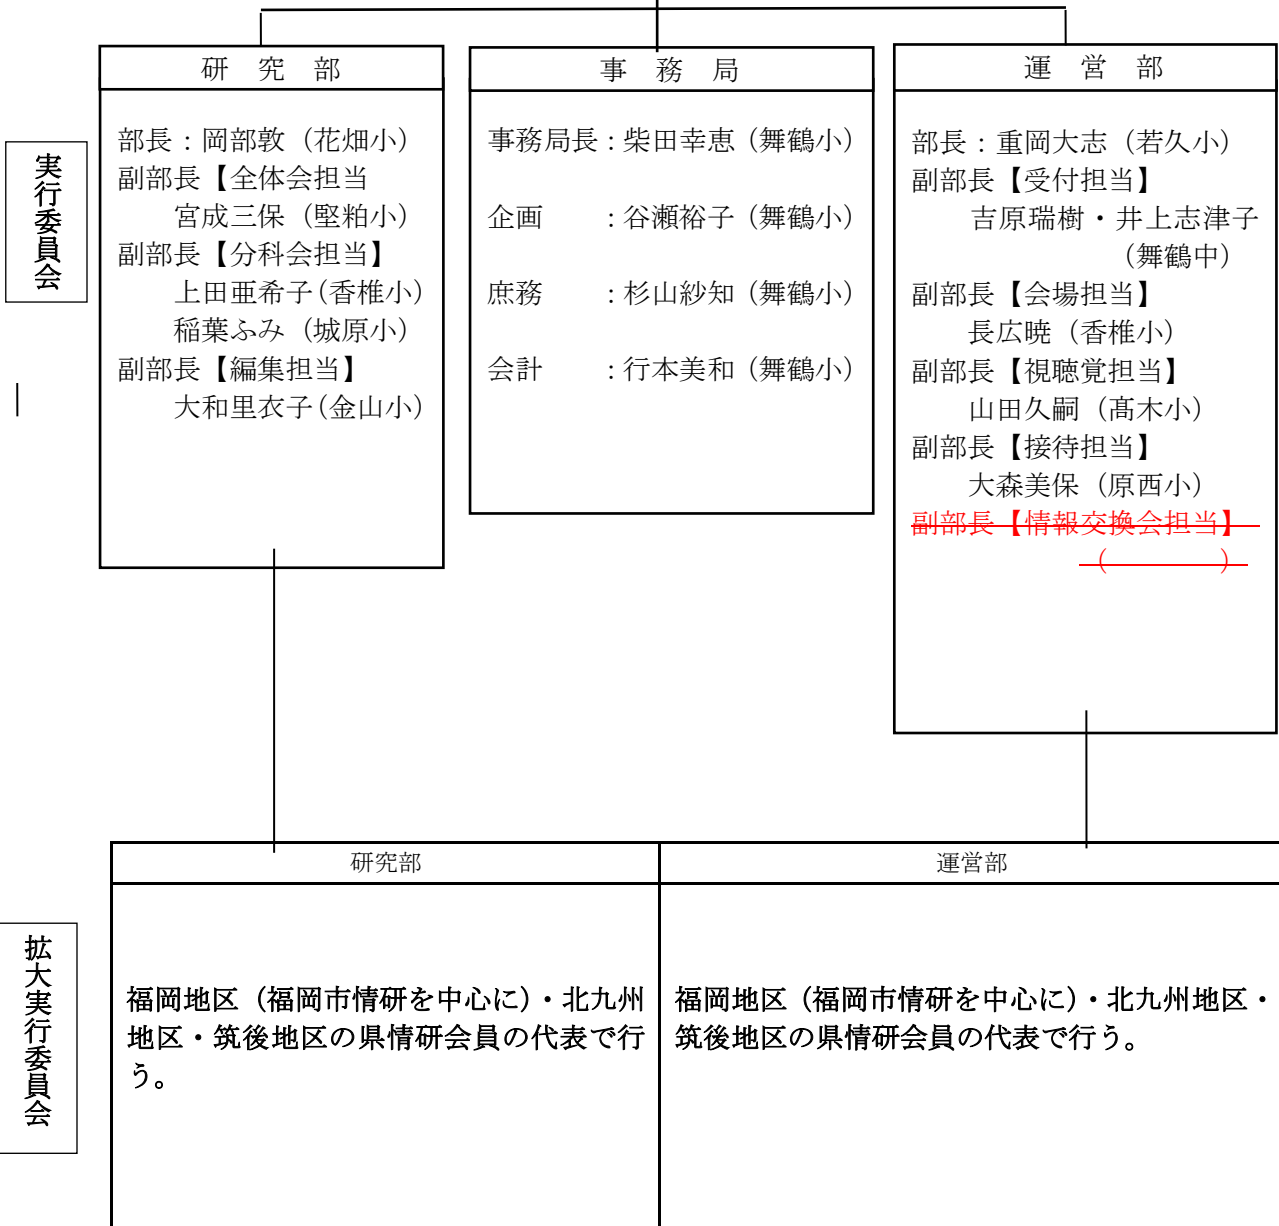 実行委員会
研　究　部
部長：岡部敦（花畑小）
副部長【全体会担当
宮成三保（堅粕小）
副部長【分科会担当】
上田亜希子（香椎小）
稲葉ふみ（城原小）
副部長【編集担当】
大和里衣子（金山小）
事　務　局
事務局長：柴田幸恵（舞鶴小）
企画　　：谷瀬裕子（舞鶴小）
庶務　　：杉山紗知（舞鶴小）
会計　　：行本美和（舞鶴小）
運　営　部
部長：重岡大志（若久小）
副部長【受付担当】
吉原瑞樹・井上志津子
（舞鶴中）
副部長【会場担当】
長広暁（香椎小）
副部長【視聴覚担当】
山田久嗣（髙木小）
副部長【接待担当】
大森美保（原西小）
副部長【情報交換会担当】
（　　　　）
拡大実行委員会
研究部
福岡地区（福岡市情研を中心に）・北九州
地区・筑後地区の県情研会員の代表で行
う。
運営部
福岡地区（福岡市情研を中心に）・北九州地区・
筑後地区の県情研会員の代表で行う。